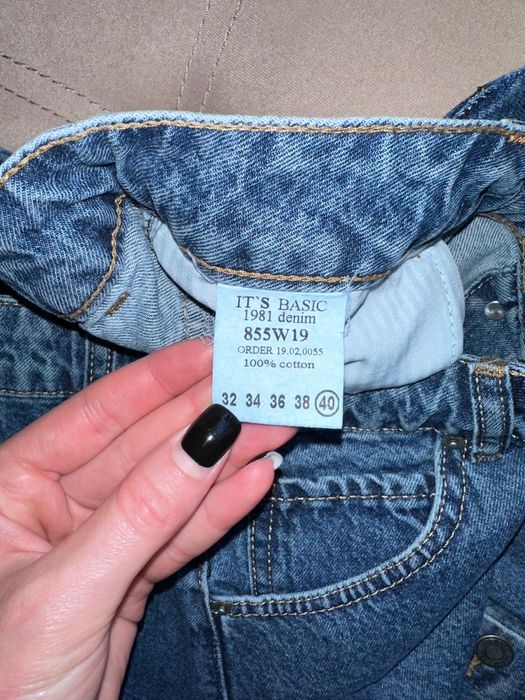 IT`S BASIC
1981 denim
855W19
ORDER 19.02.0055
100% cotton
32 34 36 38 40